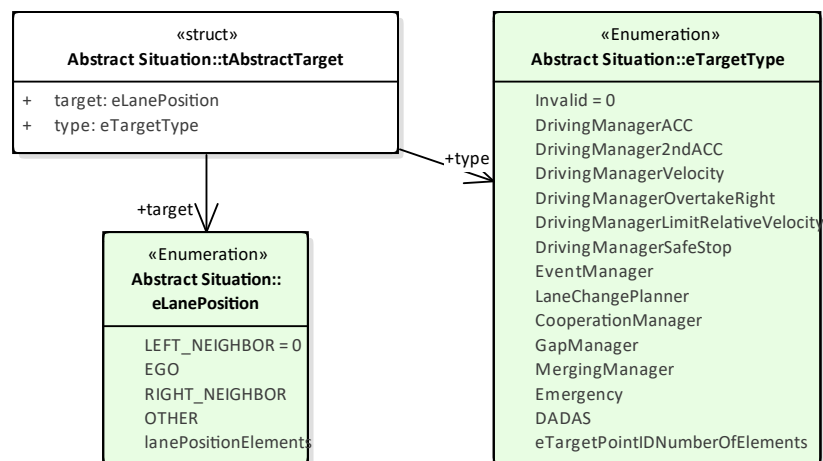 «struct»
Abstract Situation::tAbstractTarget
+ target: eLanePosition
+ type: eTargetType
+target
+type
«Enumeration»
Abstract Situation::
eLanePosition
LEFT_NEIGHBOR = 0
EGO
RIGHT_NEIGHBOR
OTHER
lanePositionElements
«Enumeration»
Abstract Situation::eTargetType
Invalid = 0
DrivingManagerACC
DrivingManager2ndACC
DrivingManagerVelocity
DrivingManagerOvertakeRight
DrivingManagerLimitRelativeVelocity
DrivingManagerSafeStop
EventManager
LaneChangePlanner
CooperationManager
GapManager
MergingManager
Emergency
DADAS
eTargetPointIDNumberOfElements